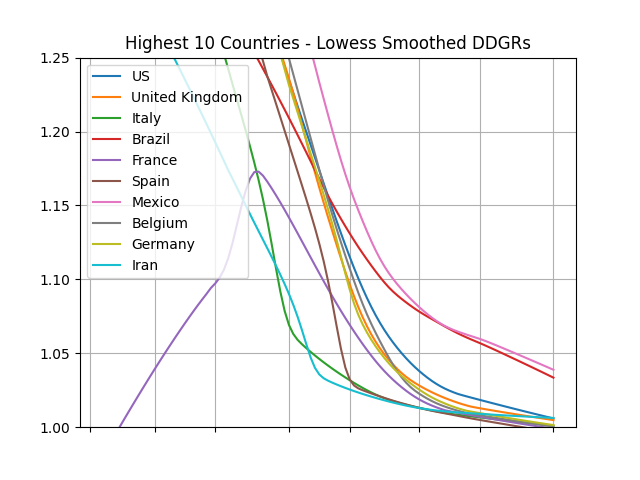 Highest 10 Countries - Lowess Smoothed DDGRs
1.25
1.20
1.15
1.10
1.05
1.00
US
United Kingdom
Italy
Brazil
France
Spain
Mexico
Belgium
Germany
Iran